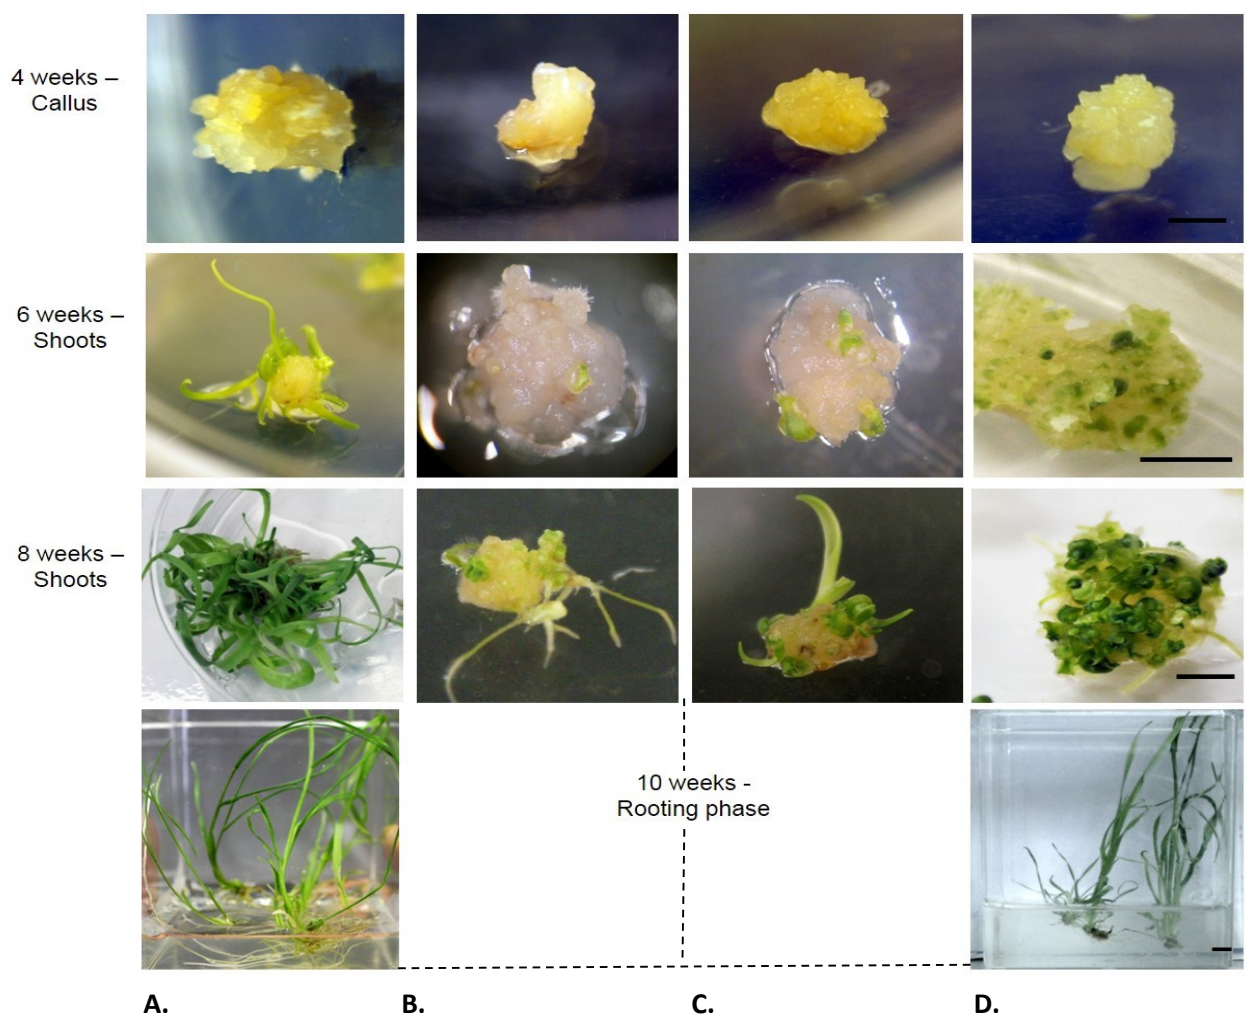 4 weeks –
Callus
6 weeks –
Shoots
8 weeks –
Shoots
10 weeks -
Rooting phase
A.
B.
C.
D.